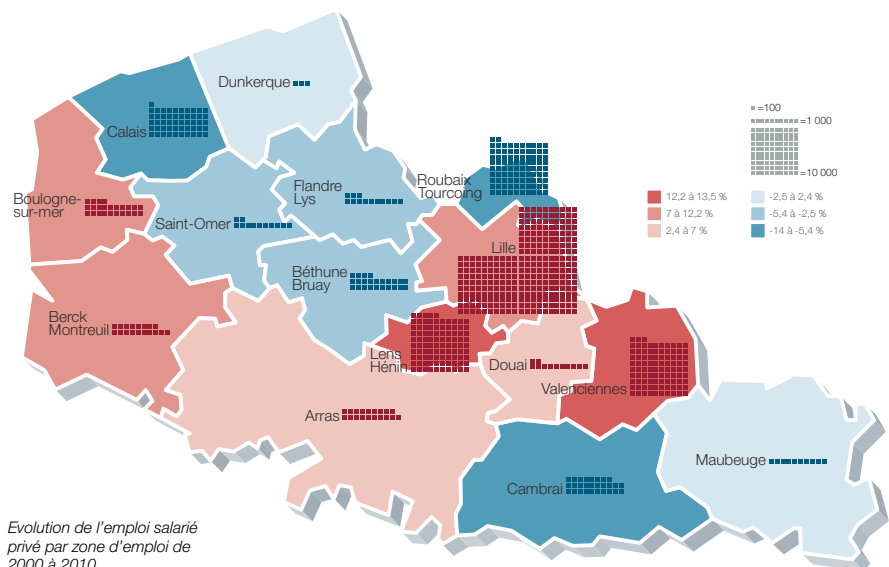 Dunkerque
Calais
Flandre
Lys
Roubaix
Tourcoing
Boulogne-
sur-mer
Saint-Omer
Lille
Béthune
Bruay
Berck
Montreuil
Lens
Hénin
Douai
Valenciennes
Arras
Maubeuge
Cambrai
=100
=1 000
=10 000
12,2 à 13,5 %
7 à 12,2 %
2,4 à 7 %
-2,5 à 2,4 %
-5,4 à -2,5 %
-14 à -5,4 %
Evolution de l’emploi salarié
privé par zone d’emploi de
2000 à 2010